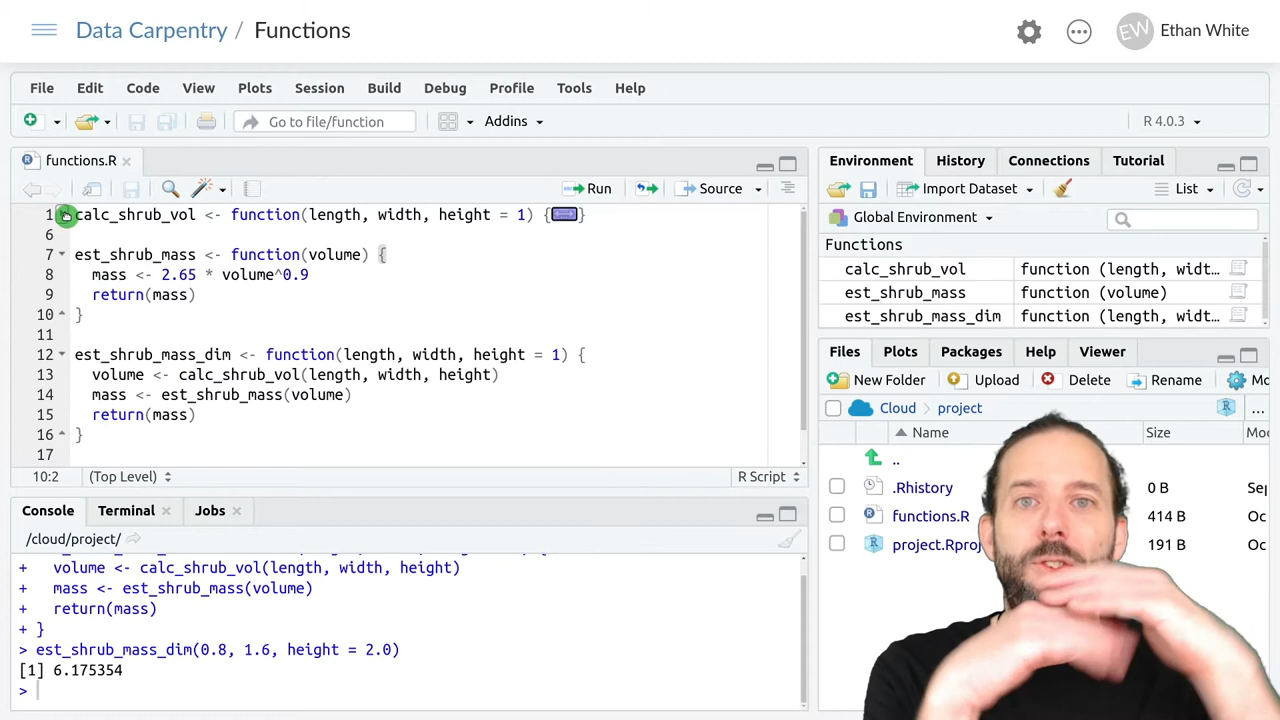 Data Carpentry / Functions
EW Ethan White
File Edit Code View Plots Session Build Debug Profile Tools Help
Go to file/function Addins R 4.0.3
functions.R
Run Source
1 calc_shrub_vol <- function(length, width, height = 1) {}
6
7 est_shrub_mass <- function(volume) {
8 mass <- 2.65 * volume^0.9
9 return(mass)
10 }
11
12 est_shrub_mass_dim <- function(length, width, height = 1) {
13 volume <- calc_shrub_vol(length, width, height)
14 mass <- est_shrub_mass(volume)
15 return(mass)
16 }
17
10:2 (Top Level) R Script
Console Terminal Jobs
/cloud/project/
+ volume <- calc_shrub_vol(length, width, height)
+ mass <- est_shrub_mass(volume)
+ return(mass)
+ }
> est_shrub_mass_dim(0.8, 1.6, height = 2.0)
[1] 6.175354
>
Environment History Connections Tutorial
Import Dataset List
Global Environment
Functions
calc_shrub_vol function (length, widt…
est_shrub_mass function (volume)
est_shrub_mass_dim function (length, widt…
Files Plots Packages Help Viewer
New Folder Upload Delete Rename Mo
Cloud project R ...
Name Size Mo
..
.Rhistory 0 B Sep
functions.R 414 B Oc
project.Rproj 191 B Oc